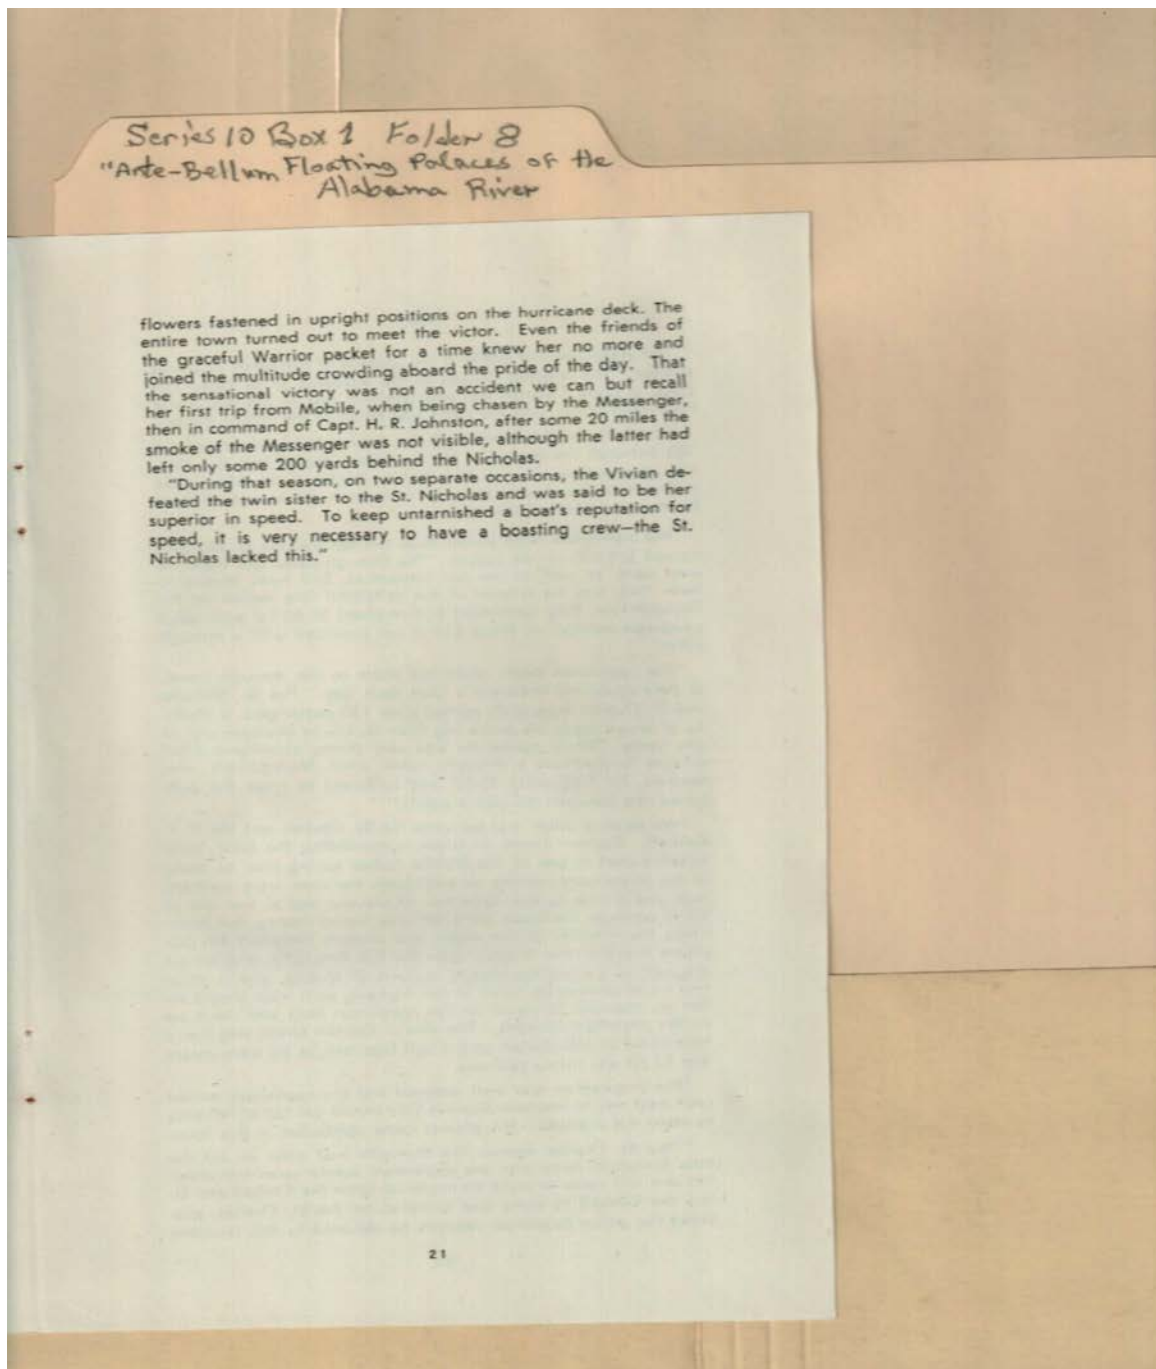 Series 10 Box 1 Folder 8
"Ante-Bellum Floating Palaces of the
Alabama River
flowers fastened in upright positions on the hurricane deck. The
entire town turned out to meet the victor. Even the friends of
the graceful Warrior packet for a time knew her no more and
joined the multitude crowding aboard the pride of the day. That
the sensational victory was not an accident we can but recall
her first trip from Mobile, when being chasen by the Messenger,
then in command of Capt. H. R. Johnston, after some 20 miles the
smoke of the Messenger was not visible, although the latter had
left only some 200 yards behind the Nicholas.
"During that season, on two separate occasions, the Vivian de-
feated the twin sister to the St. Nicholas and was said to be her
superior in speed. To keep untarnished a boat's reputation for
speed, it is very necessary to have a boasting crew—the St.
Nicholas lacked this."
21